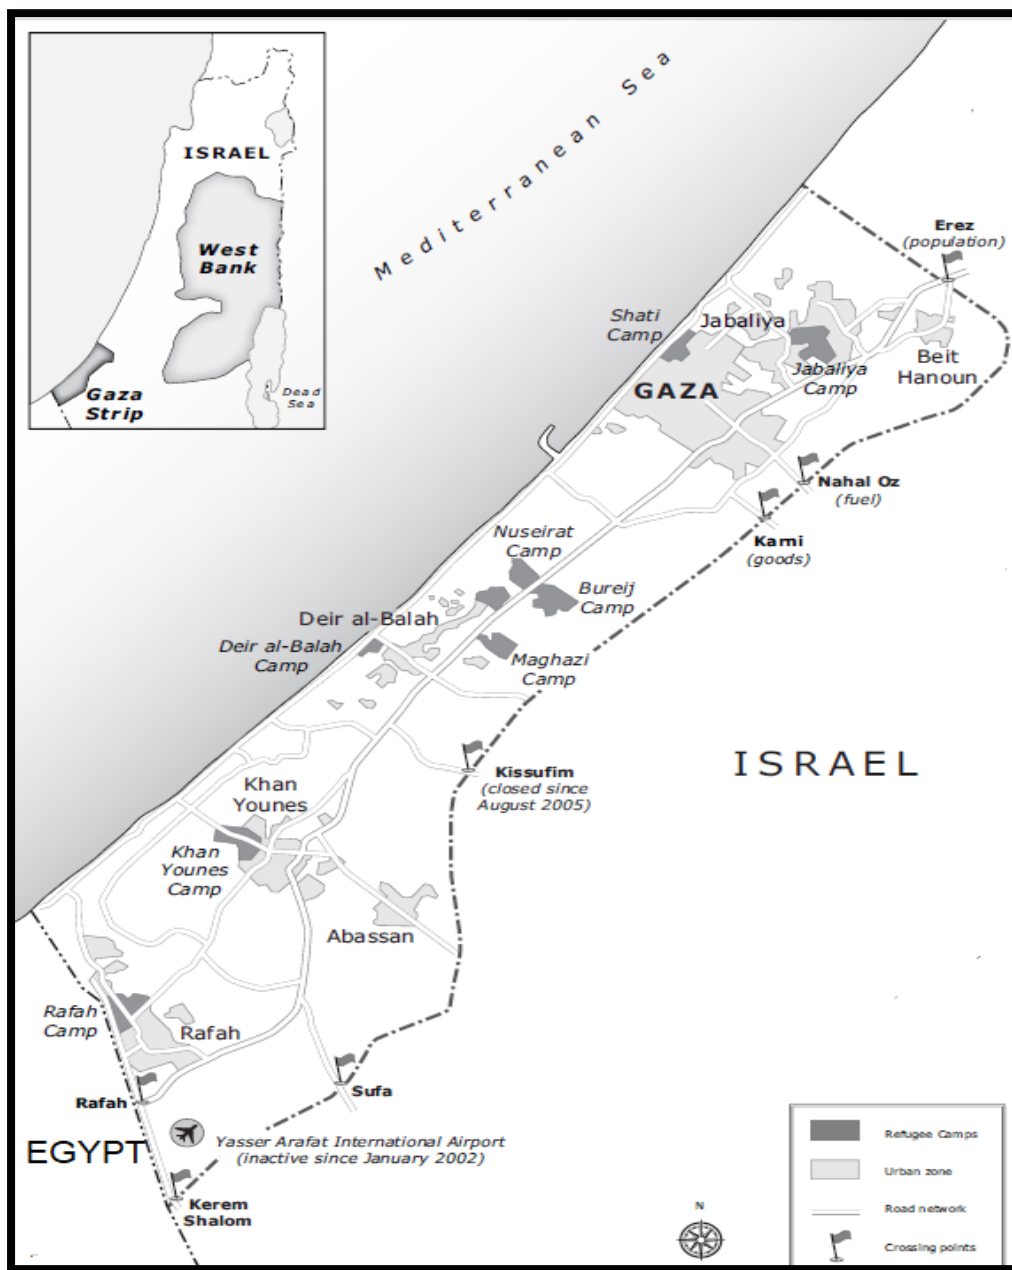 ISRAEL
West
Bank
Gaza
Strip
Dead
Sea
Mediterranean Sea
Erez
(population)
Shati
Camp
Jabaliya
Jabaliya
Camp
Beit
Hanoun
GAZA
Nahal Oz
(fuel)
Karni
(goods)
Nuseirat
Camp
Bureij
Camp
Deir al-Balah
Deir al-Balah
Camp
Maghazi
Camp
ISRAEL
Kissufim
(closed since
August 2005)
Khan
Younes
Khan
Younes
Camp
Abassan
Rafah
Camp
Rafah
Rafah
Sufa
EGYPT
Yasser Arafat International Airport
(inactive since January 2002)
Kerem
Shalom
N
Refugee Camps
Urban zone
Road network
Crossing points